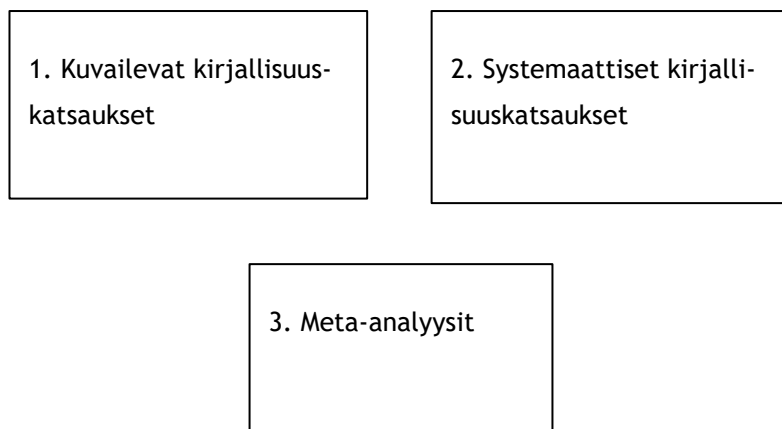 1. Kuvailevat kirjallisuus-
katsaukset
2. Systemaattiset kirjalli-
suuskatsaukset
3. Meta-analyysit